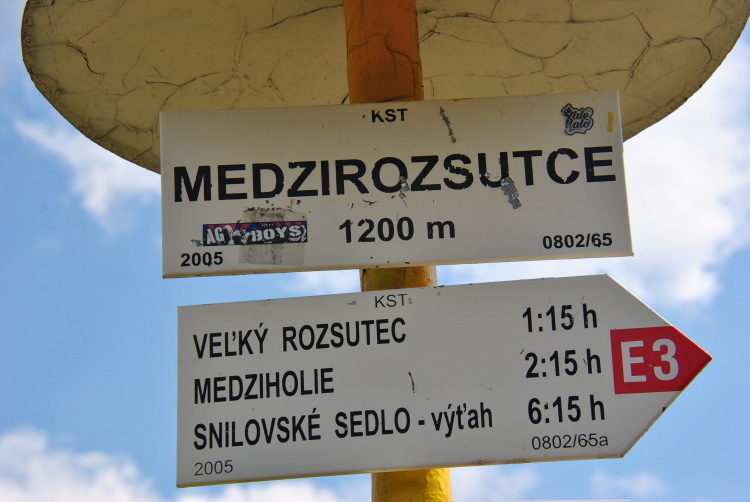 KST
MEDZIROZSUTCE
1200 m
2005
0802/65
KST
VEĽKÝ ROZSUTEC 1:15 h
MEDZIHOLIE 2:15 h
SNILOVSKÉ SEDLO - výťah 6:15 h
E3
2005
0802/65a